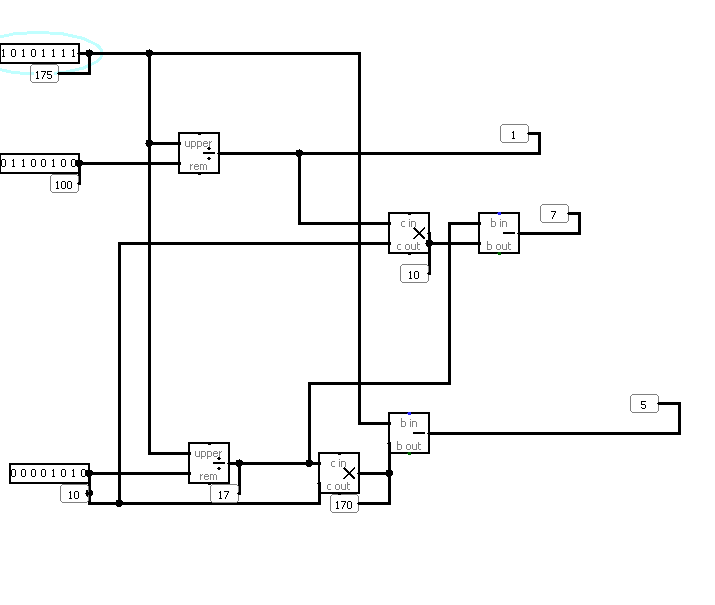 1 0 1 0 1 1 1 1
175
1
upper
rem
0 1 1 0 0 1 0 0
100
7
c in
c out
b in
b out
10
5
b in
b out
upper
rem
c in
c out
0 0 0 0 1 0 1 0
10
17
170